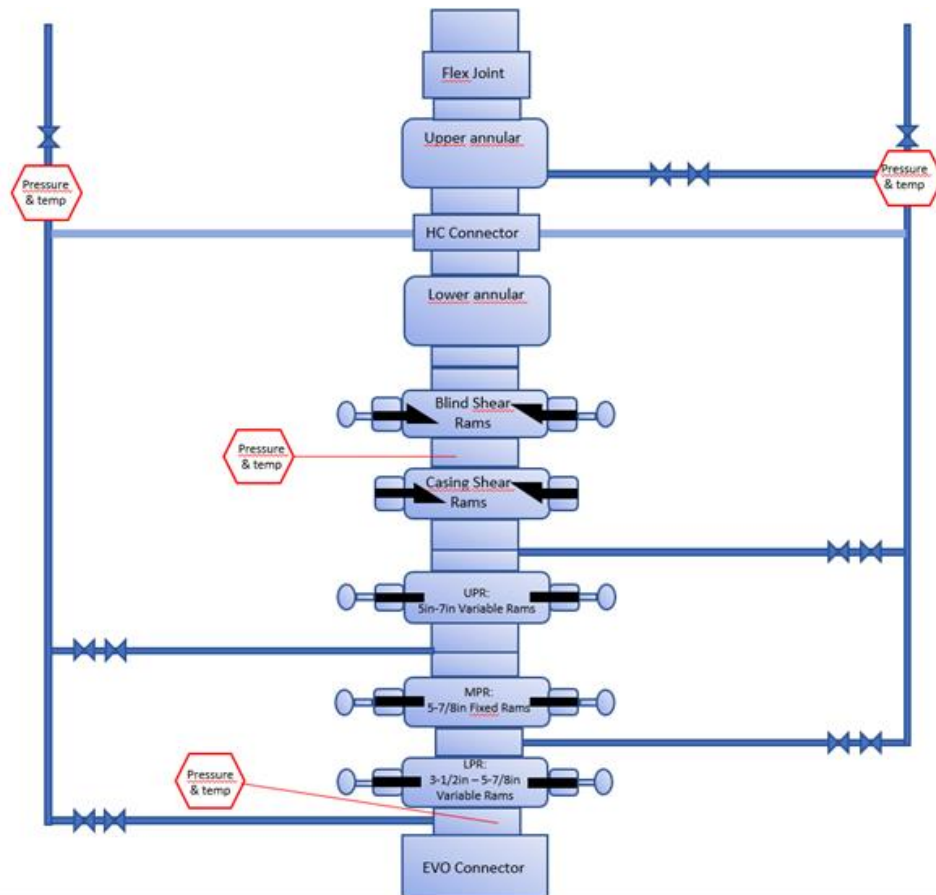 Flex Joint
Upper annular
Pressure
& temp
Pressure
& temp
HC Connector
Lower annular
Blind Shear
Rams
Pressure
& temp
Casing Shear
Rams
UPR:
5in-7in Variable Rams
MPR:
5-7/8in Fixed Rams
LPR:
3-1/2in – 5-7/8in
Variable Rams
Pressure
& temp
EVO Connector